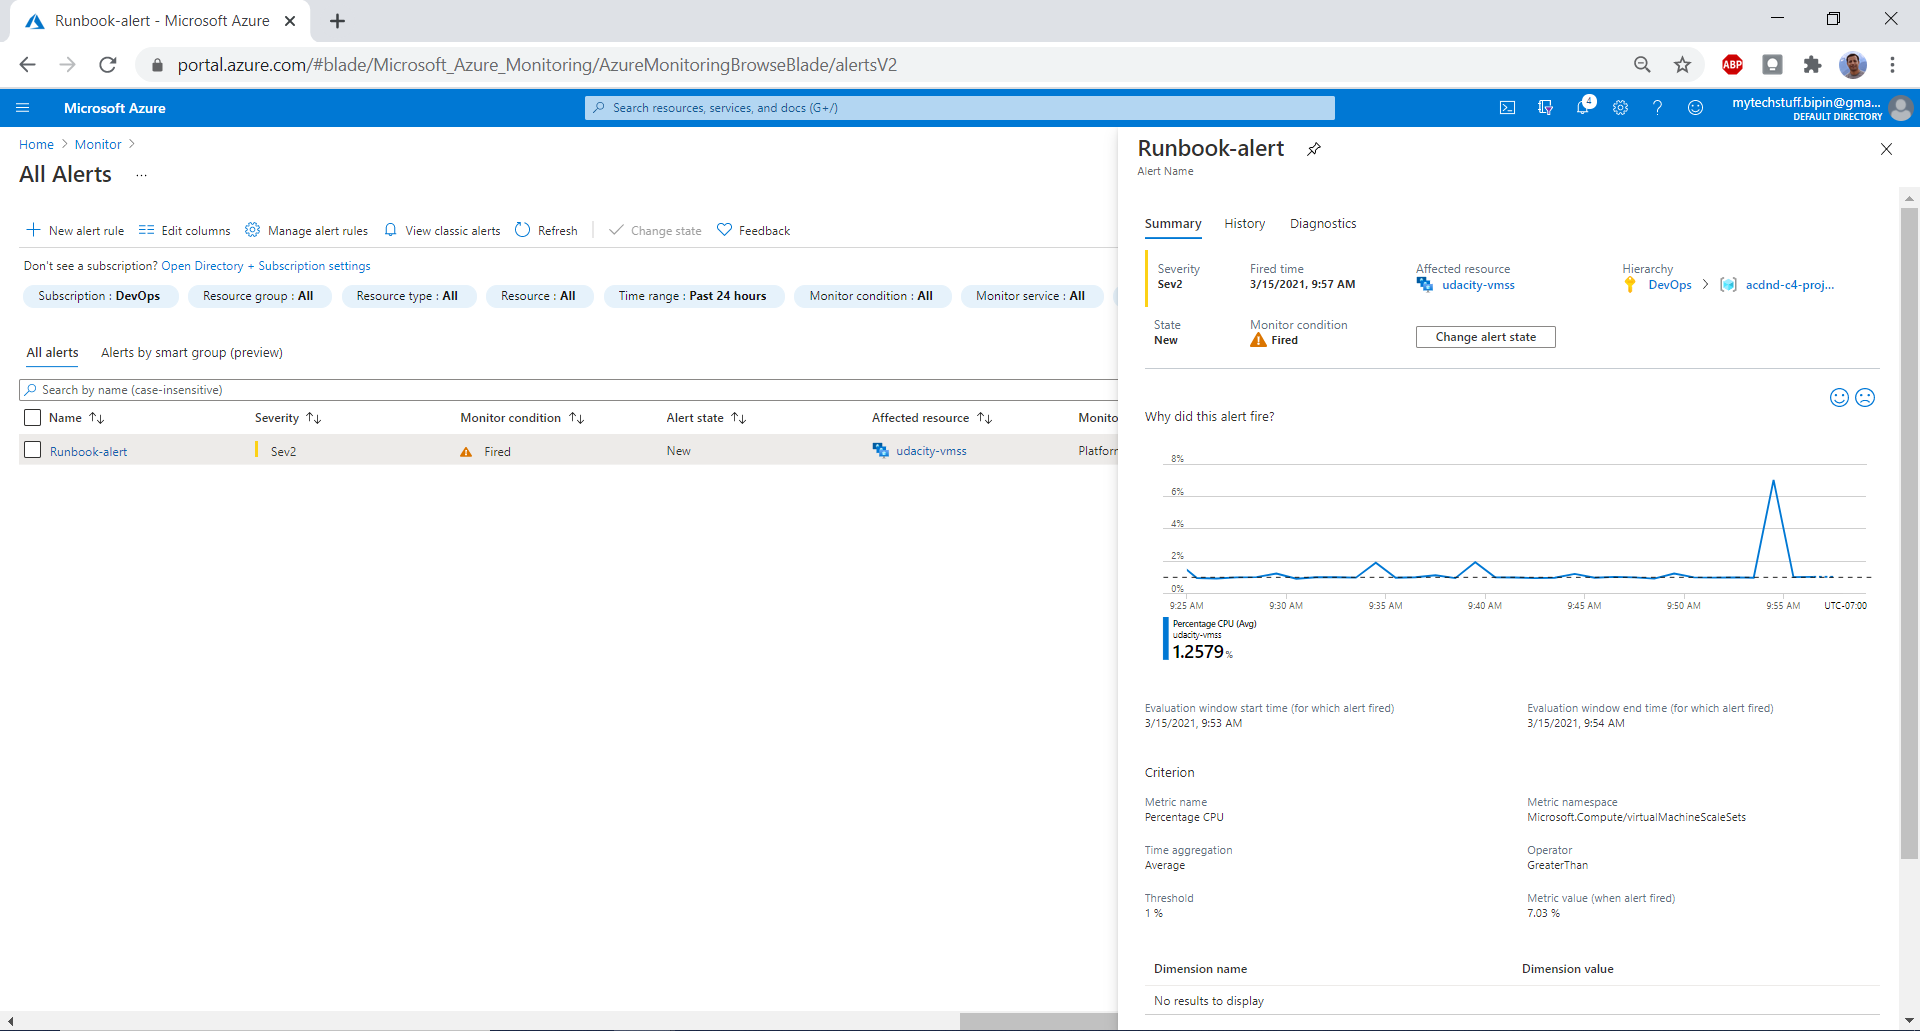 Runbook-alert - Microsoft Azure
portal.azure.com/#blade/Microsoft_Azure_Monitoring/AzureMonitoringBrowseBlade/alertsV2
ABP
Microsoft Azure
Search resources, services, and docs (G+/)
4
mytechstuff.bipin@gma...
DEFAULT DIRECTORY
Home > Monitor >
All Alerts ...
New alert rule Edit columns Manage alert rules View classic alerts Refresh Change state Feedback
Don't see a subscription? Open Directory + Subscription settings
Subscription : DevOps Resource group : All Resource type : All Resource : All Time range : Past 24 hours Monitor condition : All Monitor service : All
All alerts Alerts by smart group (preview)
Search by name (case-insensitive)
Name Severity Monitor condition Alert state Affected resource Monito
Runbook-alert Sev2 Fired New udacity-vmss Platforr
Runbook-alert
Alert Name
Summary History Diagnostics
Severity Fired time Affected resource Hierarchy
Sev2 3/15/2021, 9:57 AM udacity-vmss DevOps > acdnd-c4-proj...
State Monitor condition
New Fired Change alert state
Why did this alert fire?
8%
6%
4%
2%
0%
9:25 AM 9:30 AM 9:35 AM 9:40 AM 9:45 AM 9:50 AM 9:55 AM UTC-07:00
Percentage CPU (Avg)
udacity-vmss
1.2579 %
Evaluation window start time (for which alert fired) Evaluation window end time (for which alert fired)
3/15/2021, 9:53 AM 3/15/2021, 9:54 AM
Criterion
Metric name Metric namespace
Percentage CPU Microsoft.Compute/virtualMachineScaleSets
Time aggregation Operator
Average GreaterThan
Threshold Metric value (when alert fired)
1 % 7.03 %
Dimension name Dimension value
No results to display